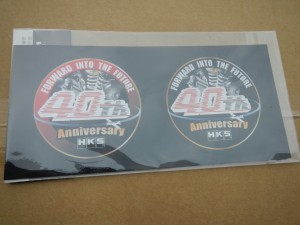 FORWARD INTO THE FUTURE
40th
Anniversary
HKS
FORWARD INTO THE FUTURE
40th
Anniversary
HKS